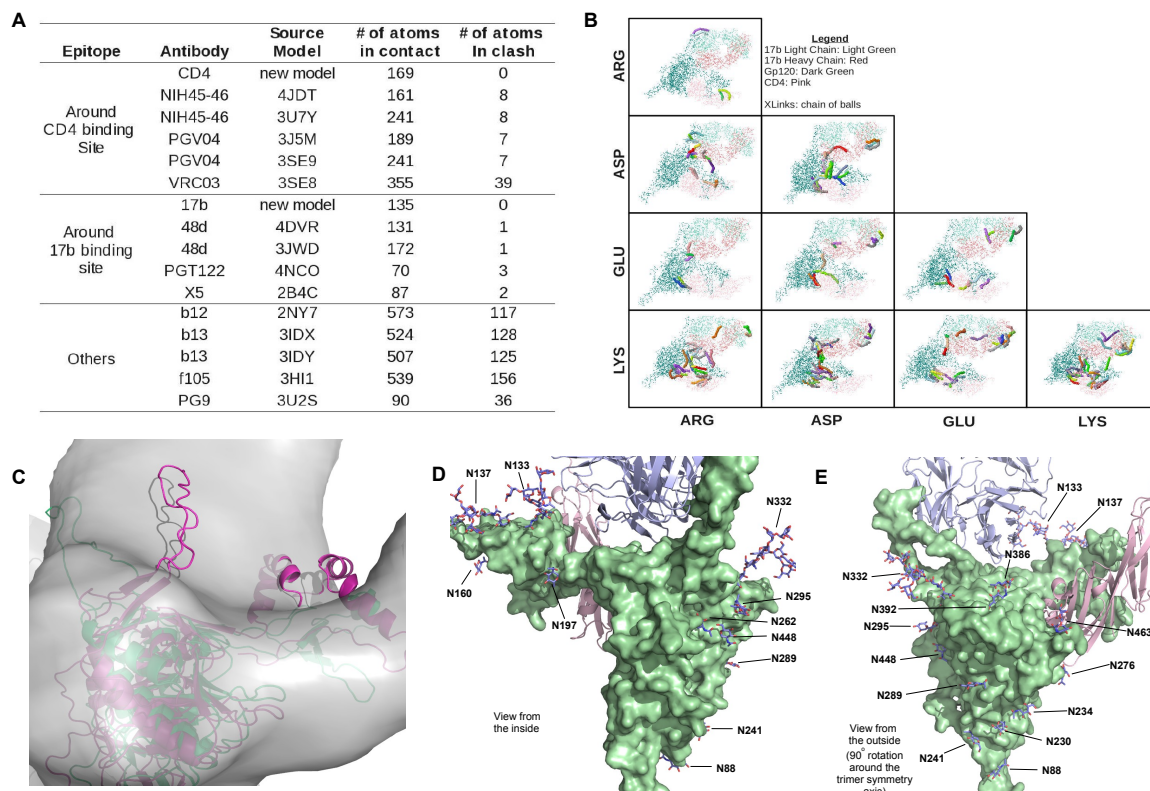 A
Epitope Antibody Source Model # of atoms in contact # of atoms In clash
Around CD4 binding Site
CD4 new model 169 0
NIH45-46 4JDT 161 8
NIH45-46 3U7Y 241 8
PGV04 3J5M 189 7
PGV04 3SE9 241 7
VRC03 3SE8 355 39
Around 17b binding site
17b new model 135 0
48d 4DVR 131 1
48d 3JWD 172 1
PGT122 4NCO 70 3
X5 2B4C 87 2
Others
b12 2NY7 573 117
b13 3IDX 524 128
b13 3IDY 507 125
f105 3HI1 539 156
PG9 3U2S 90 36
B
Legend
17b Light Chain: Light Green
17b Heavy Chain: Red
Gp120: Dark Green
CD4: Pink
XLinks: chain of balls
ARG
ASP
GLU
LYS
ARG ASP GLU LYS
C
D
N137
N133
N332
N160
N197
N295
N262
N448
N289
N241
N88
View from
the inside
E
N133
N137
N386
N332
N392
N295
N463
N448
N276
N289
N234
N230
N241
N88
View from
the outside
(90° rotation
around the
trimer symmetry
axis)